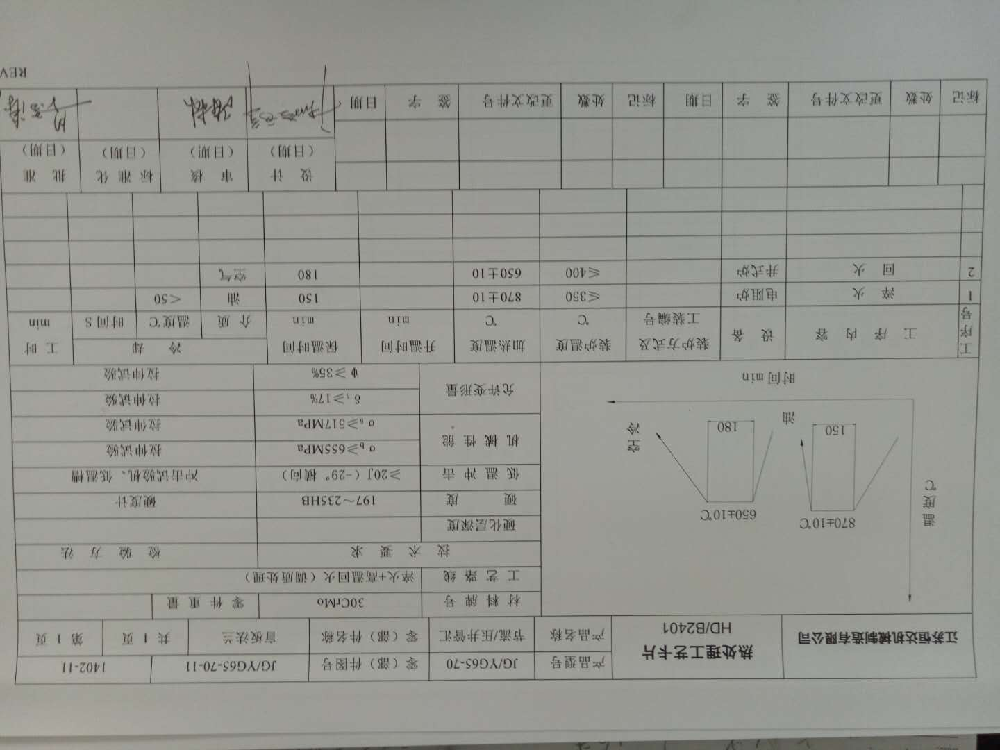 江苏恒达机械制造有限公司
热处理工艺卡片
HD/B2401
产品型号 JG/YG65-70 零（部）件图号 JG/YG65-70-11 1402-11
产品名称 节流/压井管汇 零（部）件名称 盲板法兰 共 1 页 第 1 页
温度 ℃
870±10℃
650±10℃
150
180
油
空冷
时间 min
材料牌号 30CrMo 零件重量
工艺路线 淬火+高温回火（调质处理）
技术要求 检验方法
硬化层深度
硬度 197～235HB 硬度计
低温冲击 ≥20J（-29° 横向） 冲击试验机、低温槽
机械性能 σb≥655MPa 拉伸试验
σs≥517MPa 拉伸试验
允许变形量 δ5≥17% 拉伸试验
ψ≥35% 拉伸试验
工序号 工序内容 设备 装炉方式及工装编号 装炉温度 ℃ 加热温度 ℃ 升温时间 min 保温时间 min 冷却 工时 min
介质 温度℃ 时间 S
1 淬火 电阻炉 ≤350 870±10 150 油 <50
2 回火 井式炉 ≤400 650±10 180 空气
设计（日期） 审核（日期） 标准化（日期） 批准（日期）
标记 处数 更改文件号 签字 日期 标记 处数 更改文件号 签字 日期
REV